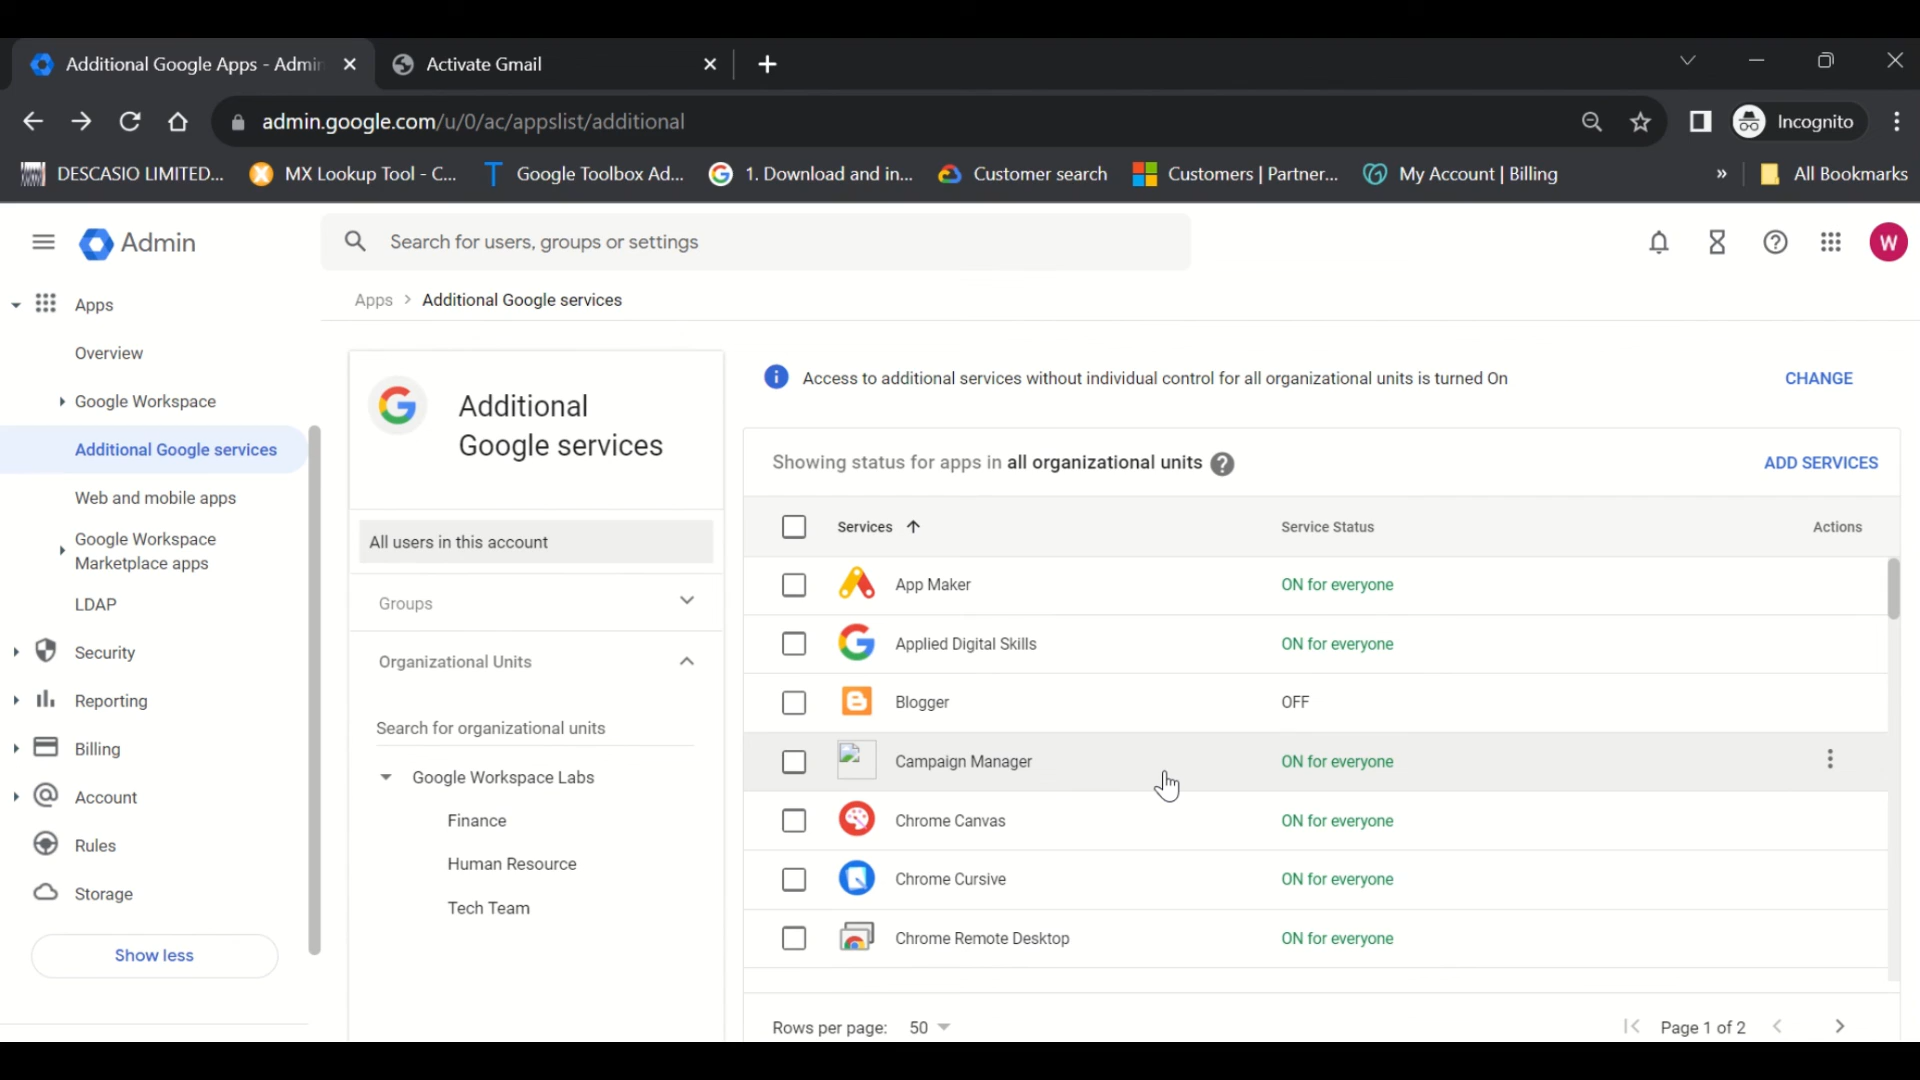 Additional Google Apps - Admin
Activate Gmail
admin.google.com/u/0/ac/appslist/additional
Incognito
DESCASIO LIMITED...
MX Lookup Tool - C...
Google Toolbox Ad...
1. Download and in...
Customer search
Customers | Partner...
My Account | Billing
»
All Bookmarks
Admin
Search for users, groups or settings
W
Apps
Overview
Google Workspace
Additional Google services
Web and mobile apps
Google Workspace
Marketplace apps
LDAP
Security
Reporting
Billing
Account
Rules
Storage
Show less
Apps > Additional Google services
Additional
Google services
All users in this account
Groups
Organizational Units
Search for organizational units
Google Workspace Labs
Finance
Human Resource
Tech Team
Access to additional services without individual control for all organizational units is turned On
CHANGE
Showing status for apps in all organizational units
ADD SERVICES
Services Service Status Actions
App Maker ON for everyone
Applied Digital Skills ON for everyone
Blogger OFF
Campaign Manager ON for everyone
Chrome Canvas ON for everyone
Chrome Cursive ON for everyone
Chrome Remote Desktop ON for everyone
Rows per page: 50
Page 1 of 2